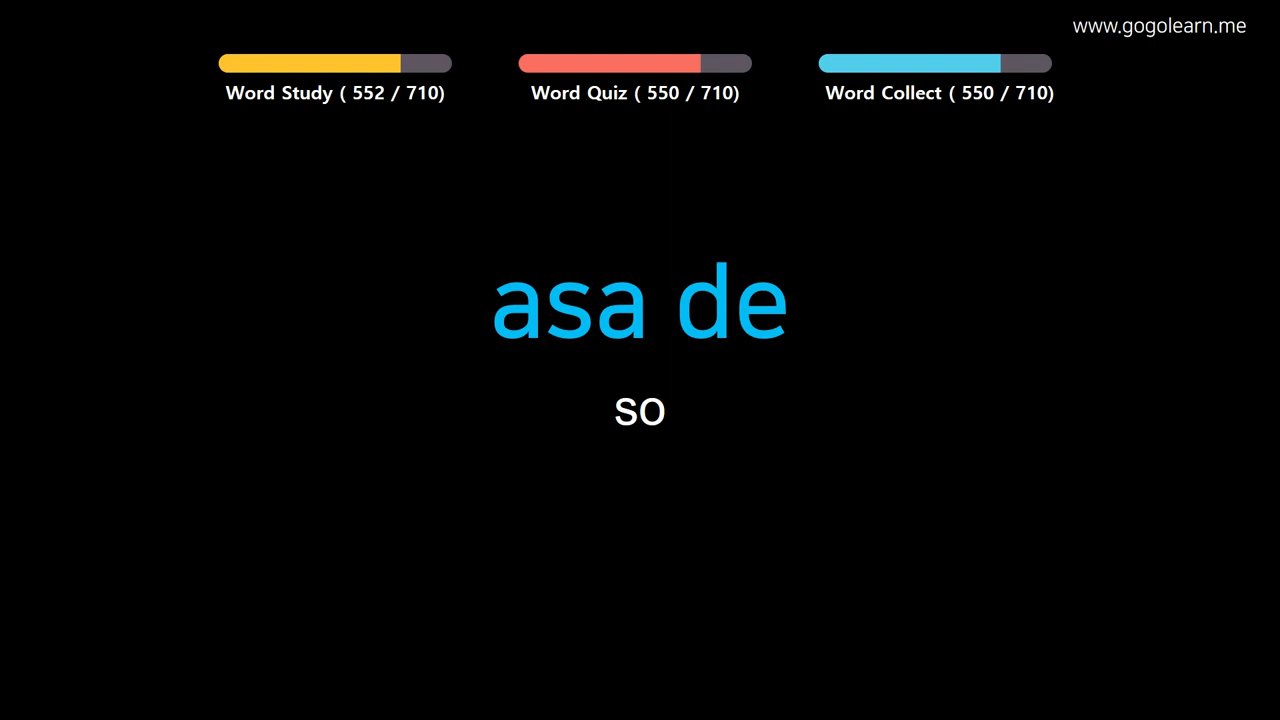 www.gogolearn.me
Word Study ( 552 / 710)
Word Quiz ( 550 / 710)
Word Collect ( 550 / 710)
asa de
so